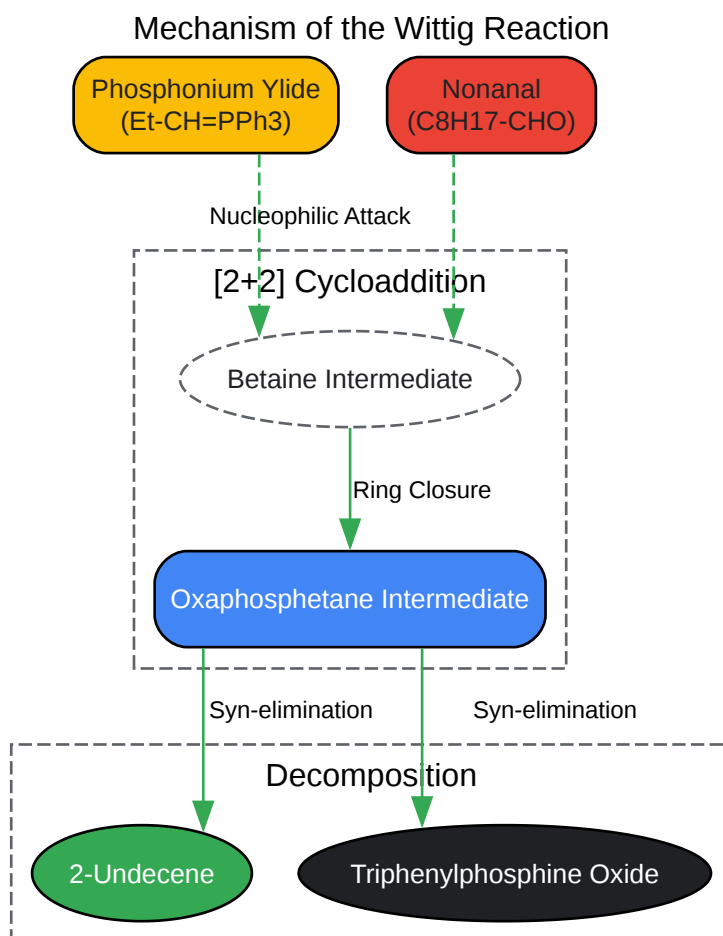 Mechanism of the Wittig Reaction
Phosphonium Ylide
(Et-CH=PPh3)
Nonanal
(C8H17-CHO)
Nucleophilic Attack
[2+2] Cycloaddition
Betaine Intermediate
Ring Closure
Oxaphosphetane Intermediate
Syn-elimination
Syn-elimination
Decomposition
2-Undecene
Triphenylphosphine Oxide